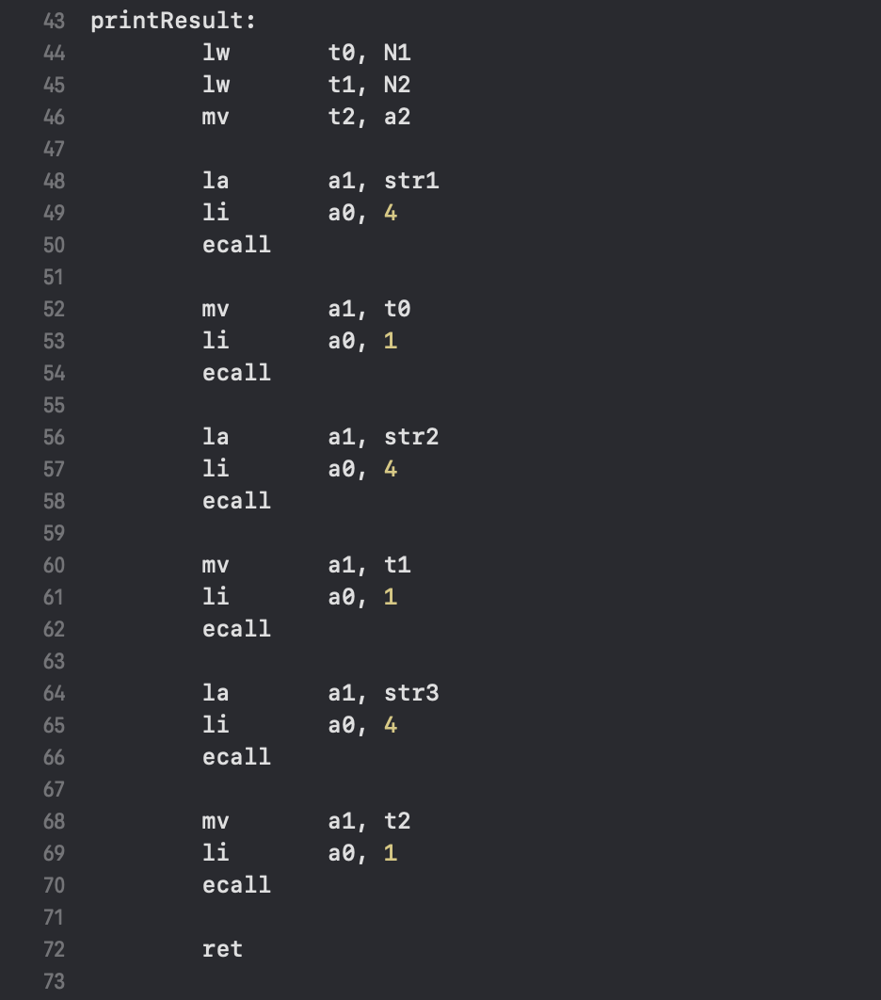 43 printResult:
44 lw t0, N1
45 lw t1, N2
46 mv t2, a2
47
48 la a1, str1
49 li a0, 4
50 ecall
51
52 mv a1, t0
53 li a0, 1
54 ecall
55
56 la a1, str2
57 li a0, 4
58 ecall
59
60 mv a1, t1
61 li a0, 1
62 ecall
63
64 la a1, str3
65 li a0, 4
66 ecall
67
68 mv a1, t2
69 li a0, 1
70 ecall
71
72 ret
73